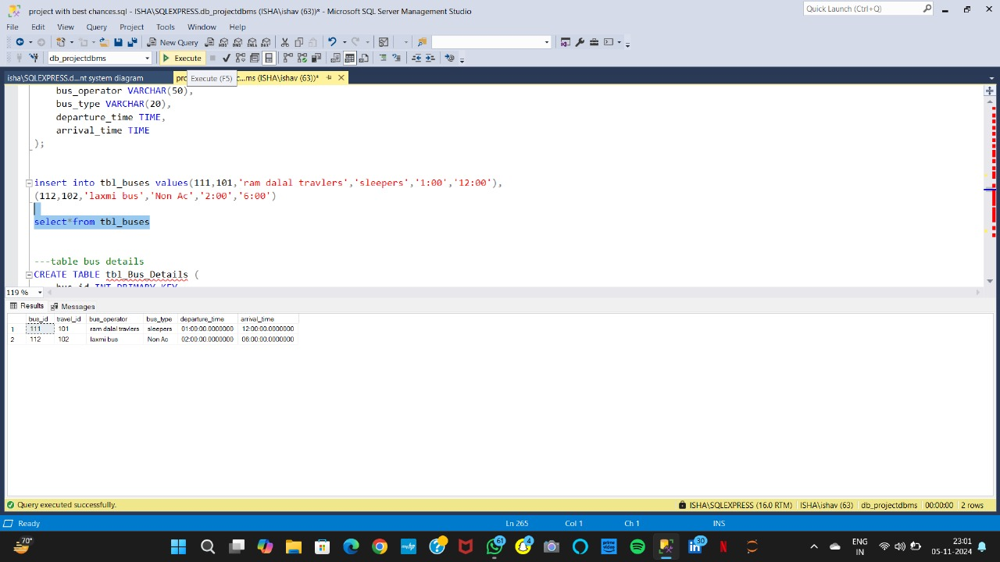 project with best chances.sql - ISHA\SQLEXPRESS.db_projectdbms (ISHA\ishav (63))* - Microsoft SQL Server Management Studio
Quick Launch (Ctrl+Q)
File Edit View Query Project Tools Window Help
New Query
db_projectdbms Execute
isha\SQLEXPRESS.d...nt system diagram
c...ms (ISHA\ishav (63))*
Execute (F5)
bus_operator VARCHAR(50),
bus_type VARCHAR(20),
departure_time TIME,
arrival_time TIME
);
insert into tbl_buses values(111,101,'ram dalal travlers','sleepers','1:00','12:00'),
(112,102,'laxmi bus','Non Ac','2:00','6:00')
select*from tbl_buses
---table bus details
CREATE TABLE tbl_Bus_Details (
bus_id INT PRIMARY KEY
119 %
Results Messages
bus_id travel_id bus_operator bus_type departure_time arrival_time
1 111 101 ram dalal travlers sleepers 01:00:00.0000000 12:00:00.0000000
2 112 102 laxmi bus Non Ac 02:00:00.0000000 06:00:00.0000000
Query executed successfully. ISHA\SQLEXPRESS (16.0 RTM) ISHA\ishav (63) db_projectdbms 00:00:00 2 rows
Ready Ln 265 Col 1 Ch 1 INS
70°
61
4
30
ENG
IN
23:01
05-11-2024